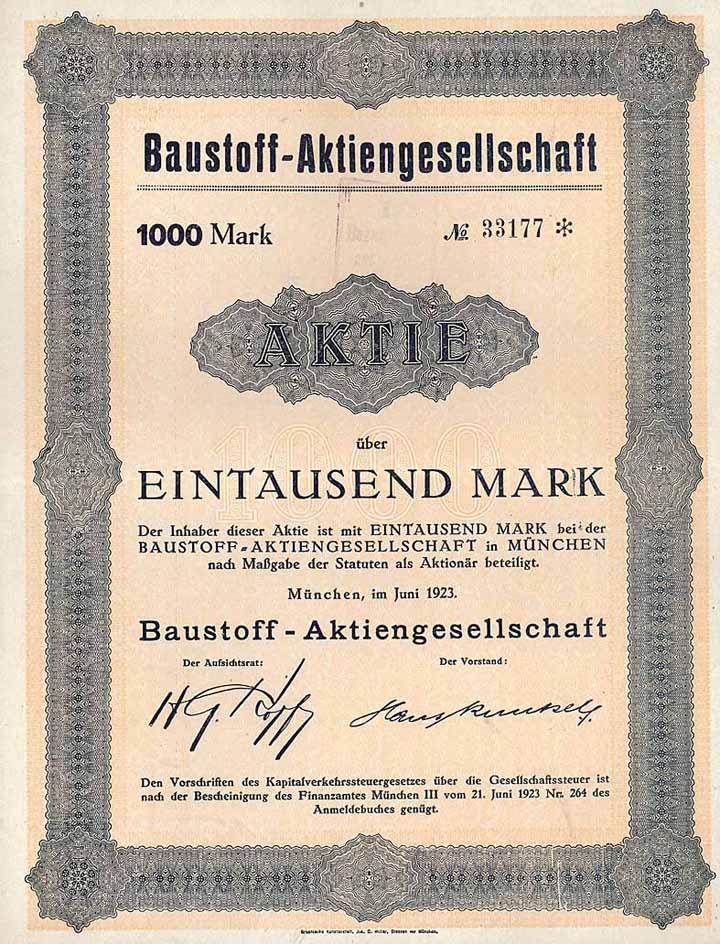 Baustoff-Aktiengesellschaft
1000 Mark № 33177 *
AKTIE
1000
über
EINTAUSEND MARK
Der Inhaber dieser Aktie ist mit EINTAUSEND MARK bei der
BAUSTOFF-AKTIENGESELLSCHAFT in MÜNCHEN
nach Maßgabe der Statuten als Aktionär beteiligt.
München, im Juni 1923.
Baustoff-Aktiengesellschaft
Der Aufsichtsrat: Der Vorstand:
Den Vorschriften des Kapitalverkehrssteuergesetzes über die Gesellschaftssteuer ist
nach der Bescheinigung des Finanzamtes München III vom 21. Juni 1923 Nr. 264 des
Anmeldebuches genügt.